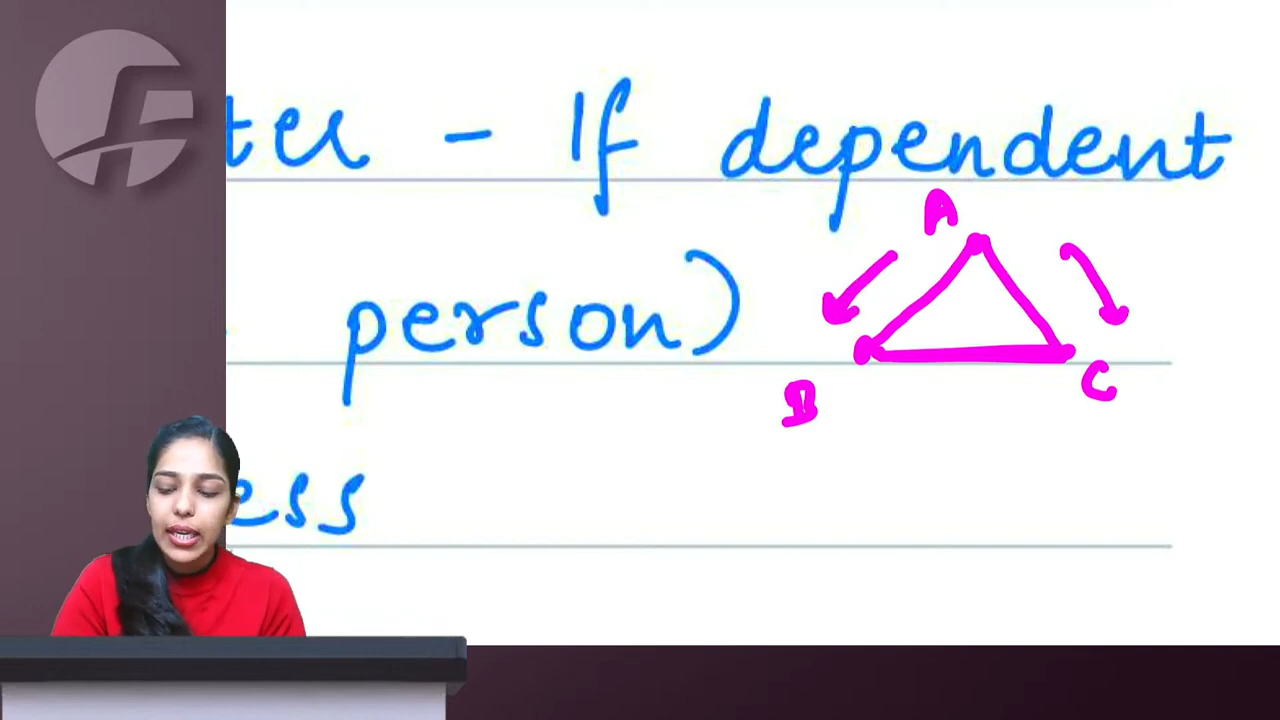 ter - If dependent
A
person)
B
C
ess